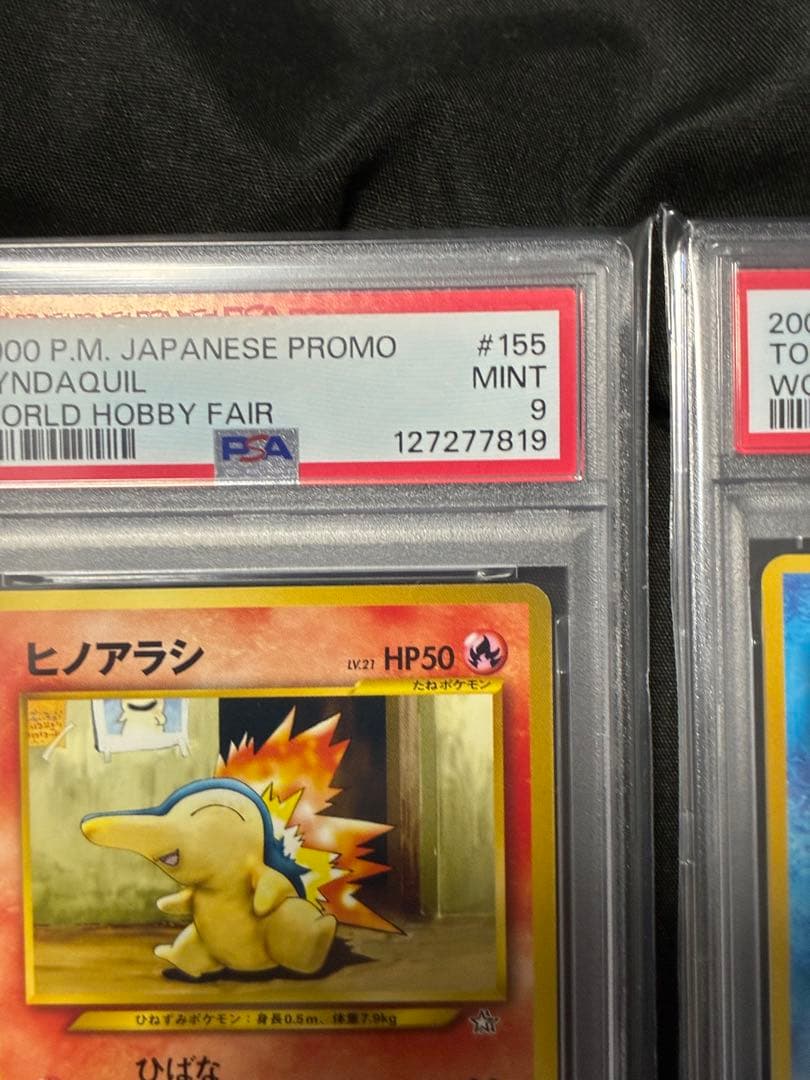 000 P.M. JAPANESE PROMO #155
YNDAQUIL MINT
ORLD HOBBY FAIR 9
PSA 127277819
200
TO
WO
ヒノアラシ LV.21 HP50
たねポケモン
ひねずみポケモン：身長0.5m、体重7.9kg
ひばな